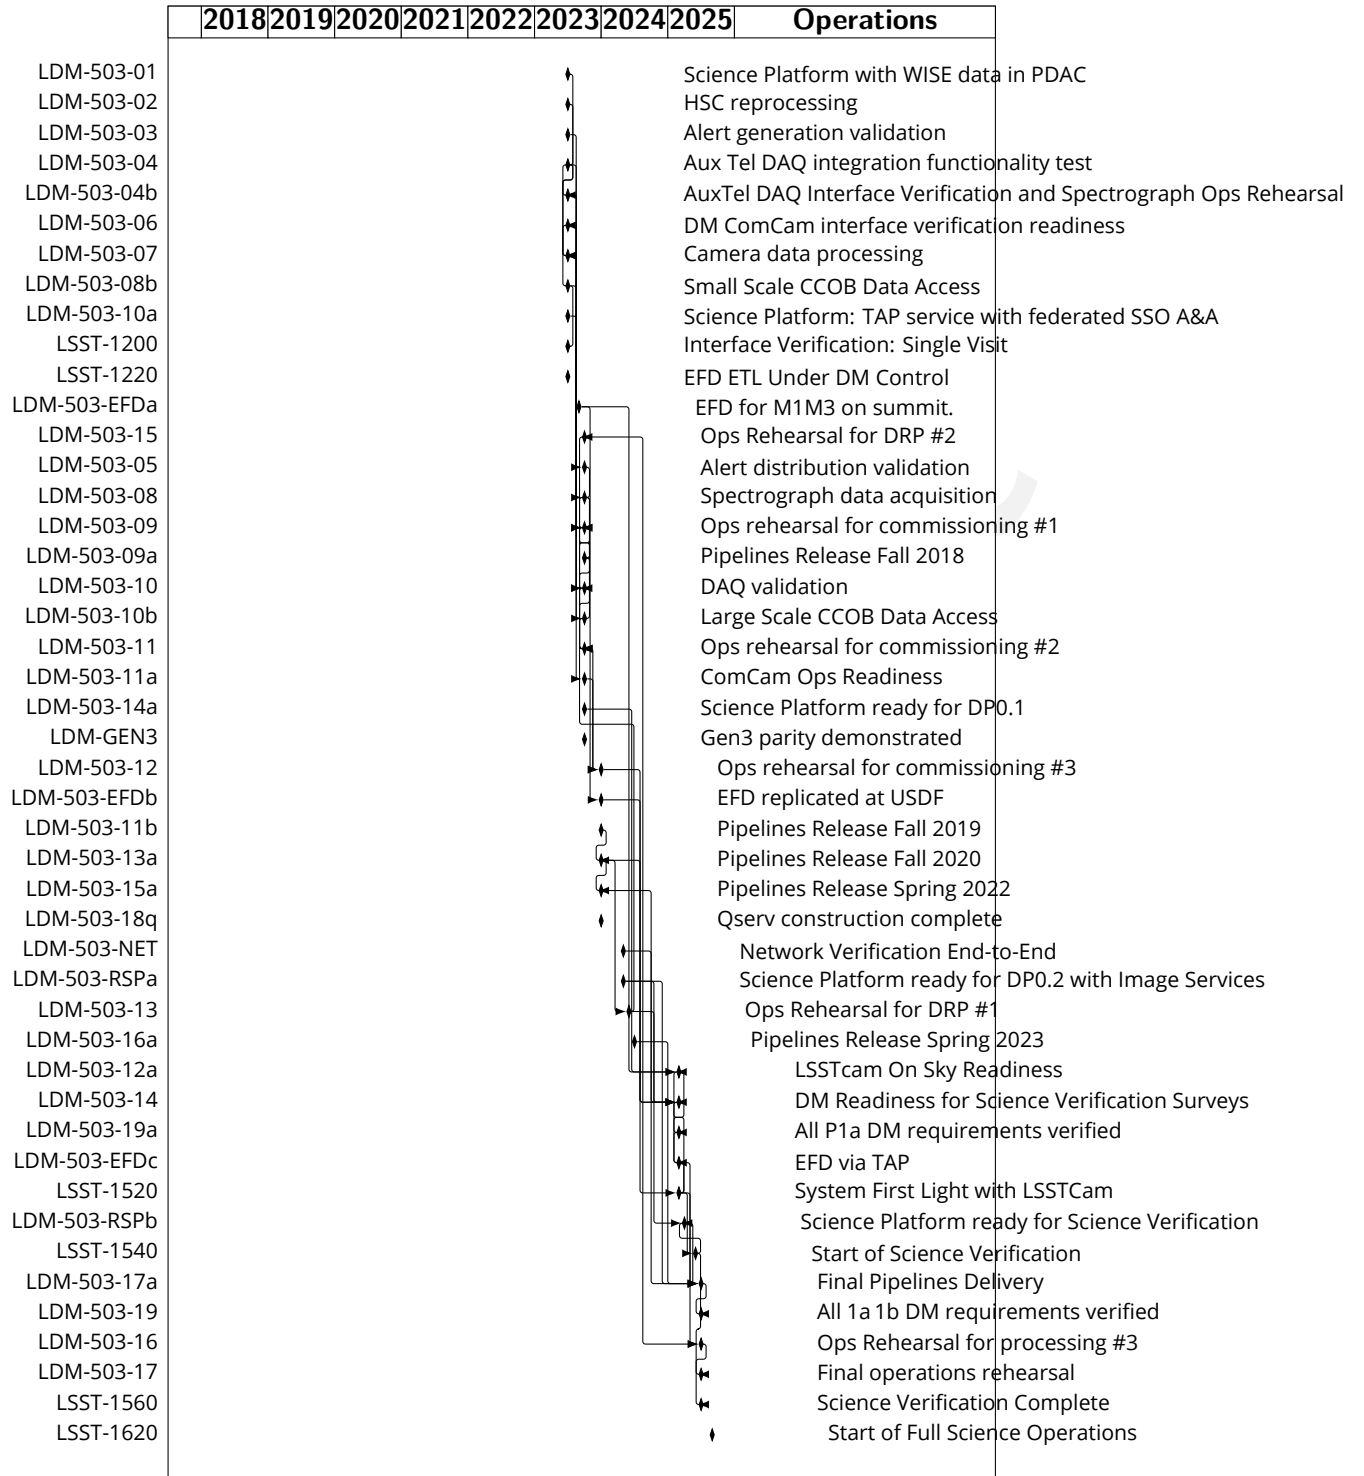 2018 2019 2020 2021 2022 2023 2024 2025 Operations
LDM-503-01 Science Platform with WISE data in PDAC
LDM-503-02 HSC reprocessing
LDM-503-03 Alert generation validation
LDM-503-04 Aux Tel DAQ integration functionality test
LDM-503-04b AuxTel DAQ Interface Verification and Spectrograph Ops Rehearsal
LDM-503-06 DM ComCam interface verification readiness
LDM-503-07 Camera data processing
LDM-503-08b Small Scale CCOB Data Access
LDM-503-10a Science Platform: TAP service with federated SSO A&A
LSST-1200 Interface Verification: Single Visit
LSST-1220 EFD ETL Under DM Control
LDM-503-EFDa EFD for M1M3 on summit.
LDM-503-15 Ops Rehearsal for DRP #2
LDM-503-05 Alert distribution validation
LDM-503-08 Spectrograph data acquisition
LDM-503-09 Ops rehearsal for commissioning #1
LDM-503-09a Pipelines Release Fall 2018
LDM-503-10 DAQ validation
LDM-503-10b Large Scale CCOB Data Access
LDM-503-11 Ops rehearsal for commissioning #2
LDM-503-11a ComCam Ops Readiness
LDM-503-14a Science Platform ready for DP0.1
LDM-GEN3 Gen3 parity demonstrated
LDM-503-12 Ops rehearsal for commissioning #3
LDM-503-EFDb EFD replicated at USDF
LDM-503-11b Pipelines Release Fall 2019
LDM-503-13a Pipelines Release Fall 2020
LDM-503-15a Pipelines Release Spring 2022
LDM-503-18q Qserv construction complete
LDM-503-NET Network Verification End-to-End
LDM-503-RSPa Science Platform ready for DP0.2 with Image Services
LDM-503-13 Ops Rehearsal for DRP #1
LDM-503-16a Pipelines Release Spring 2023
LDM-503-12a LSSTcam On Sky Readiness
LDM-503-14 DM Readiness for Science Verification Surveys
LDM-503-19a All P1a DM requirements verified
LDM-503-EFDc EFD via TAP
LSST-1520 System First Light with LSSTCam
LDM-503-RSPb Science Platform ready for Science Verification
LSST-1540 Start of Science Verification
LDM-503-17a Final Pipelines Delivery
LDM-503-19 All 1a 1b DM requirements verified
LDM-503-16 Ops Rehearsal for processing #3
LDM-503-17 Final operations rehearsal
LSST-1560 Science Verification Complete
LSST-1620 Start of Full Science Operations